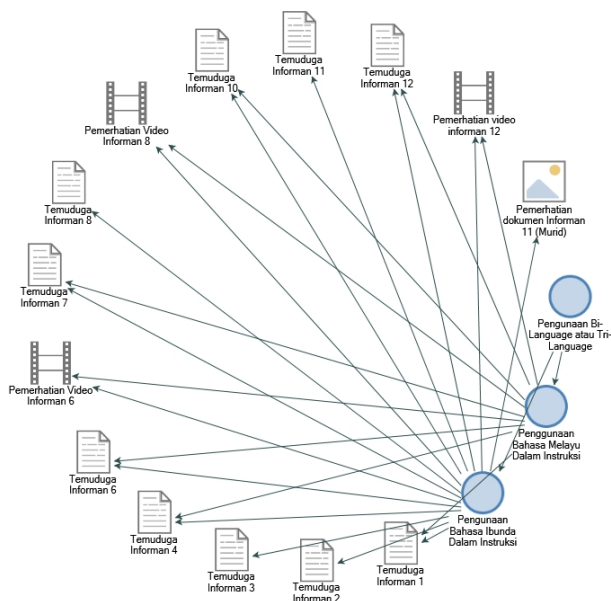 Temuduga
Informan 10
Temuduga
Informan 11
Temuduga
Informan 12
Pemerhatian Video
Informan 8
Pemerhatian video
informan 12
Temuduga
Informan 8
Pemerhatian
dokumen Informan
11 (Murid)
Temuduga
Informan 7
Pengunaan Bi-
Language atau Tri-
Language
Pemerhatian Video
Informan 6
Penggunaan
Bahasa Melayu
Dalam Instruksi
Temuduga
Informan 6
Temuduga
Informan 4
Pengunaan
Bahasa Ibunda
Dalam Instruksi
Temuduga
Informan 3
Temuduga
Informan 2
Temuduga
Informan 1